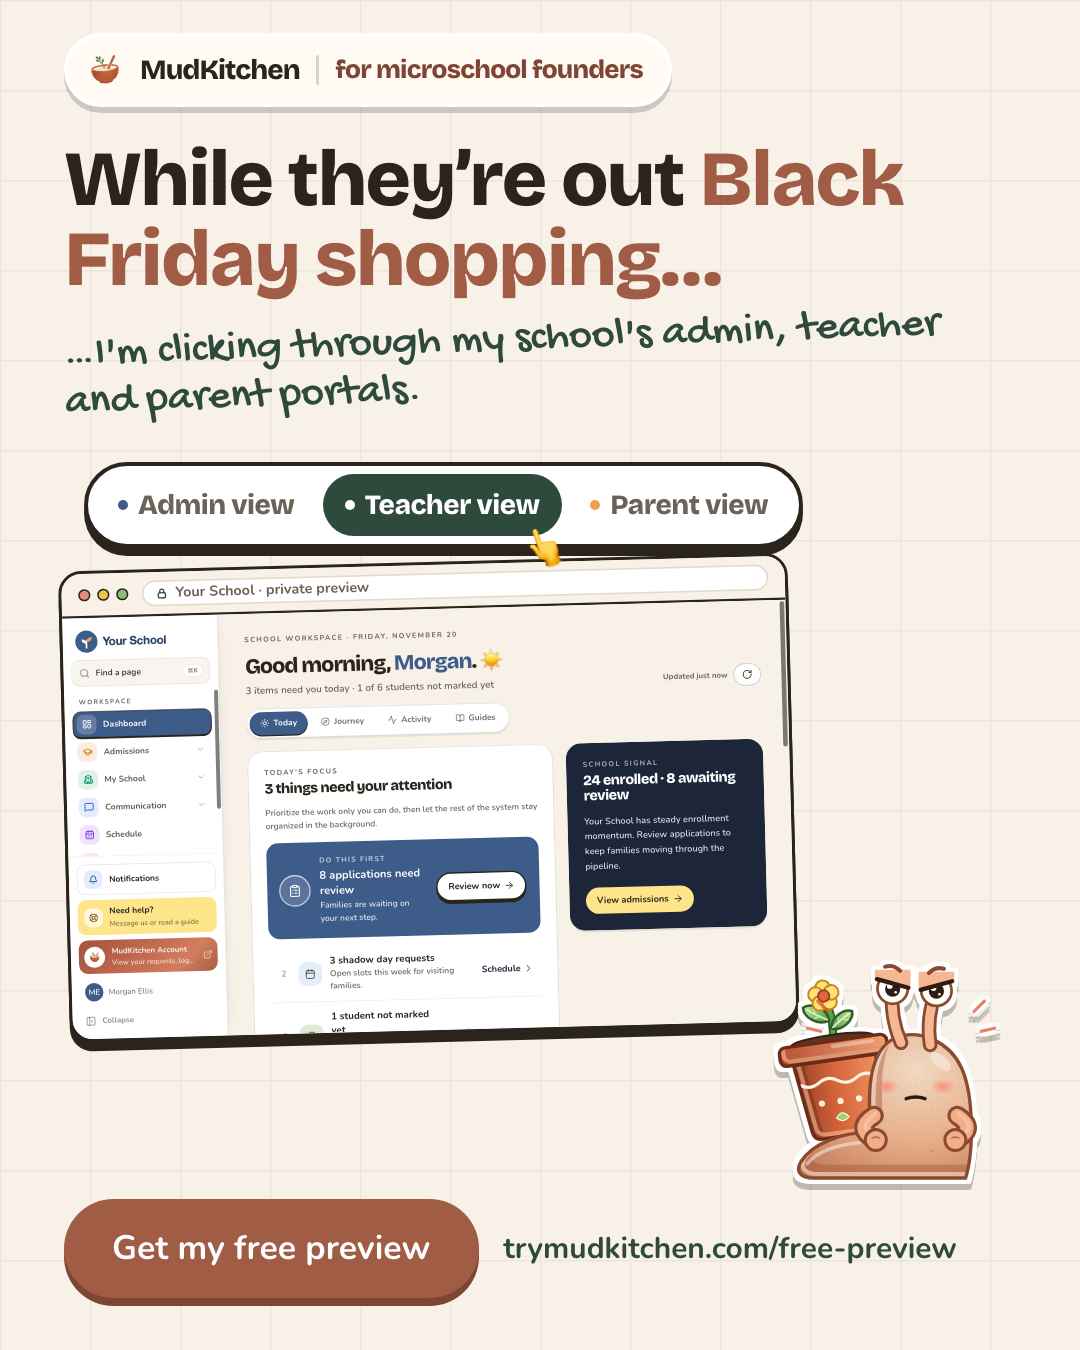 MudKitchen | for microschool founders
While they're out Black
Friday shopping...
...I'm clicking through my school's admin, teacher
and parent portals.
Admin view
Teacher view
Parent view
Your School · private preview
Your School
Find a page
⌘K
WORKSPACE
Dashboard
Admissions
My School
Communication
Schedule
Notifications
Need help?
Message us or read a guide
MudKitchen Account
View your requests, log...
ME Morgan Ellis
Collapse
SCHOOL WORKSPACE · FRIDAY, NOVEMBER 20
Good morning, Morgan. ☀️
3 items need you today · 1 of 6 students not marked yet
Updated just now
Today
Journey
Activity
Guides
TODAY'S FOCUS
3 things need your attention
Prioritize the work only you can do, then let the rest of the system stay
organized in the background.
DO THIS FIRST
8 applications need
review
Families are waiting on
your next step.
Review now →
2
3 shadow day requests
Open slots this week for visiting
families.
Schedule >
1 student not marked
yet
SCHOOL SIGNAL
24 enrolled · 8 awaiting
review
Your School has steady enrollment
momentum. Review applications to
keep families moving through the
pipeline.
View admissions →
Get my free preview
trymudkitchen.com/free-preview